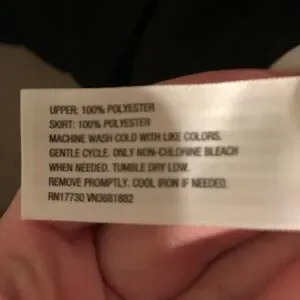 UPPER: 100% POLYESTER
SKIRT: 100% POLYESTER
MACHINE WASH COLD WITH LIKE COLORS.
GENTLE CYCLE. ONLY NON-CHLORINE BLEACH
WHEN NEEDED. TUMBLE DRY LOW.
REMOVE PROMPTLY. COOL IRON IF NEEDED.
RN17730 VN3681882